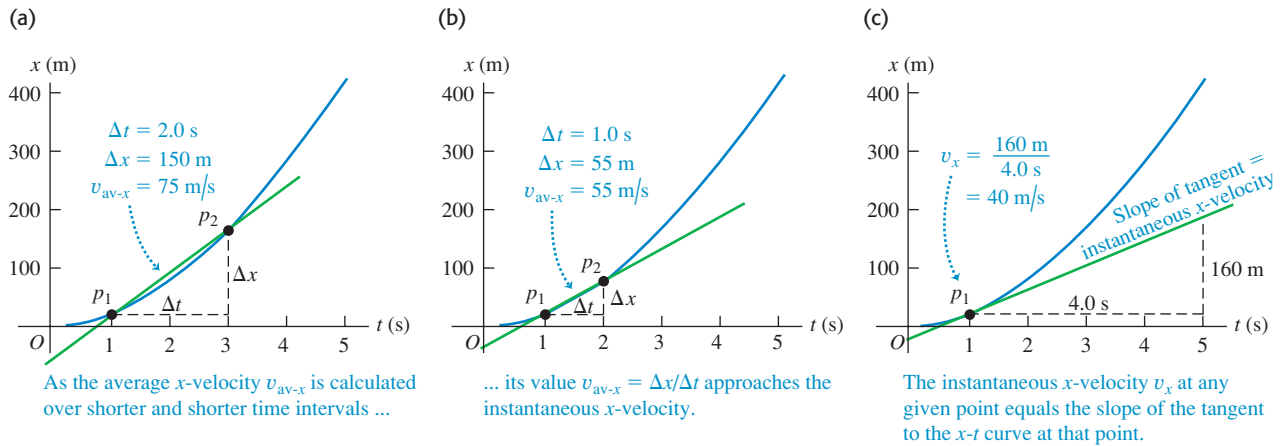 (a)
x (m)
400
300
200
100
O
1
2
3
4
5
t (s)
Δt = 2.0 s
Δx = 150 m
v_av-x = 75 m/s
p₂
p₁
Δx
Δt
As the average x-velocity v_av-x is calculated
over shorter and shorter time intervals ...
(b)
x (m)
400
300
200
100
O
1
2
3
4
5
t (s)
Δt = 1.0 s
Δx = 55 m
v_av-x = 55 m/s
p₂
p₁
Δx
Δt
... its value v_av-x = Δx/Δt approaches the
instantaneous x-velocity.
(c)
x (m)
400
300
200
100
O
1
2
3
4
5
t (s)
v_x = 160 m
4.0 s
= 40 m/s
Slope of tangent =
instantaneous x-velocity
p₁
4.0 s
160 m
The instantaneous x-velocity v_x at any
given point equals the slope of the tangent
to the x-t curve at that point.